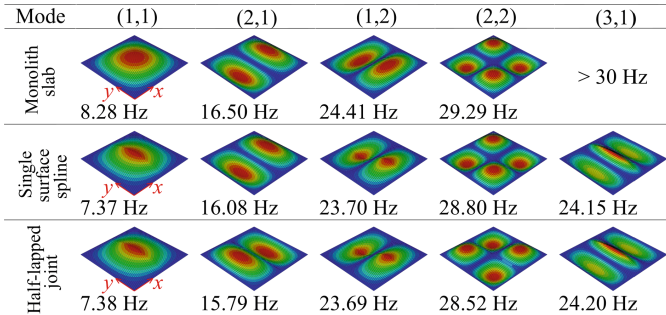 Mode (1,1) (2,1) (1,2) (2,2) (3,1)
Monolith
slab
y x
8.28 Hz 16.50 Hz 24.41 Hz 29.29 Hz > 30 Hz
Single
surface
spline
y x
7.37 Hz 16.08 Hz 23.70 Hz 28.80 Hz 24.15 Hz
Half-lapped
joint
y x
7.38 Hz 15.79 Hz 23.69 Hz 28.52 Hz 24.20 Hz